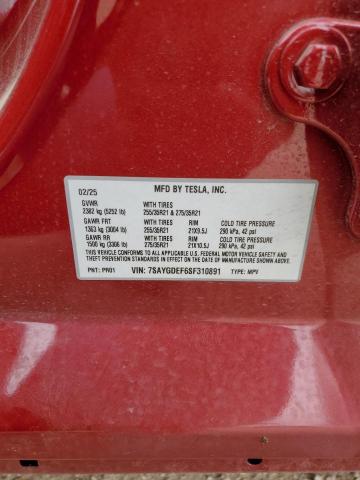 02/25 MFD BY TESLA, INC.
GVWR WITH TIRES
2382 kg (5252 lb) 255/35R21 & 275/35R21
GAWR FRT WITH TIRES RIM COLD TIRE PRESSURE
1363 kg (3004 lb) 255/35R21 21X9.5J 290 kPa, 42 psi
GAWR RR WITH TIRES RIM COLD TIRE PRESSURE
1500 kg (3306 lb) 275/35R21 21X10.5J 290 kPa, 42 psi
THIS VEHICLE CONFORMS TO ALL APPLICABLE U.S. FEDERAL MOTOR VEHICLE SAFETY
AND THEFT PREVENTION STANDARDS IN EFFECT ON THE DATE OF MANUFACTURE SHOWN ABOVE.
PNT: PR01 VIN: 7SAYGDEF6SF310891 TYPE: MPV